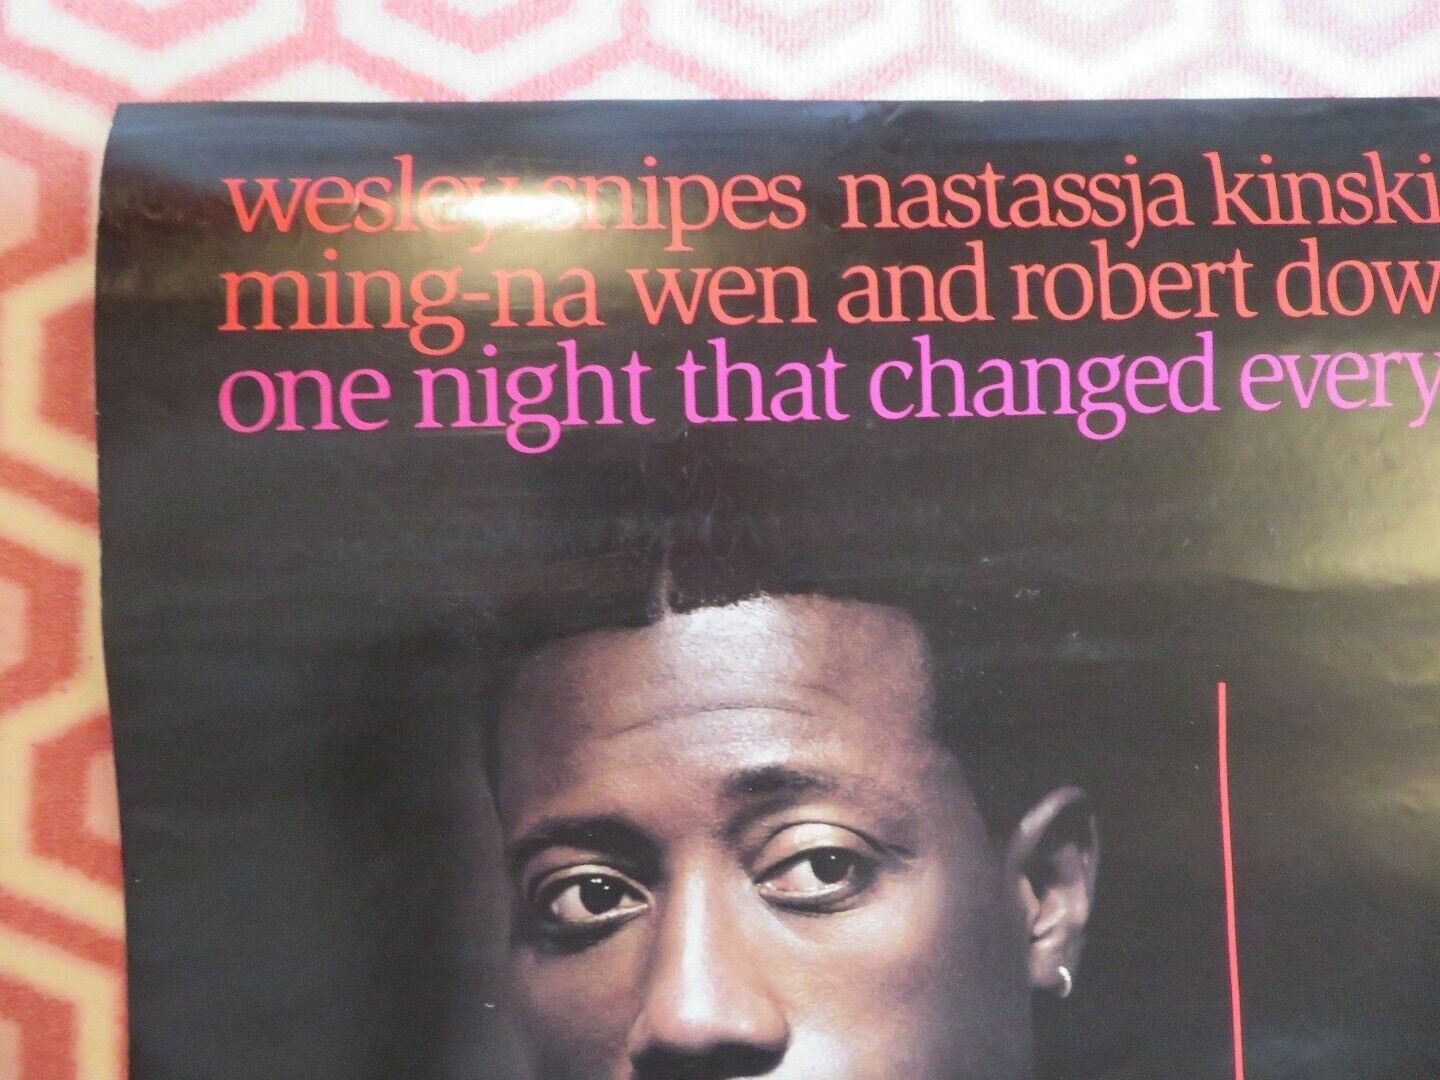 wesley snipes nastassja kinski
ming-na wen and robert dow
one night that changed every